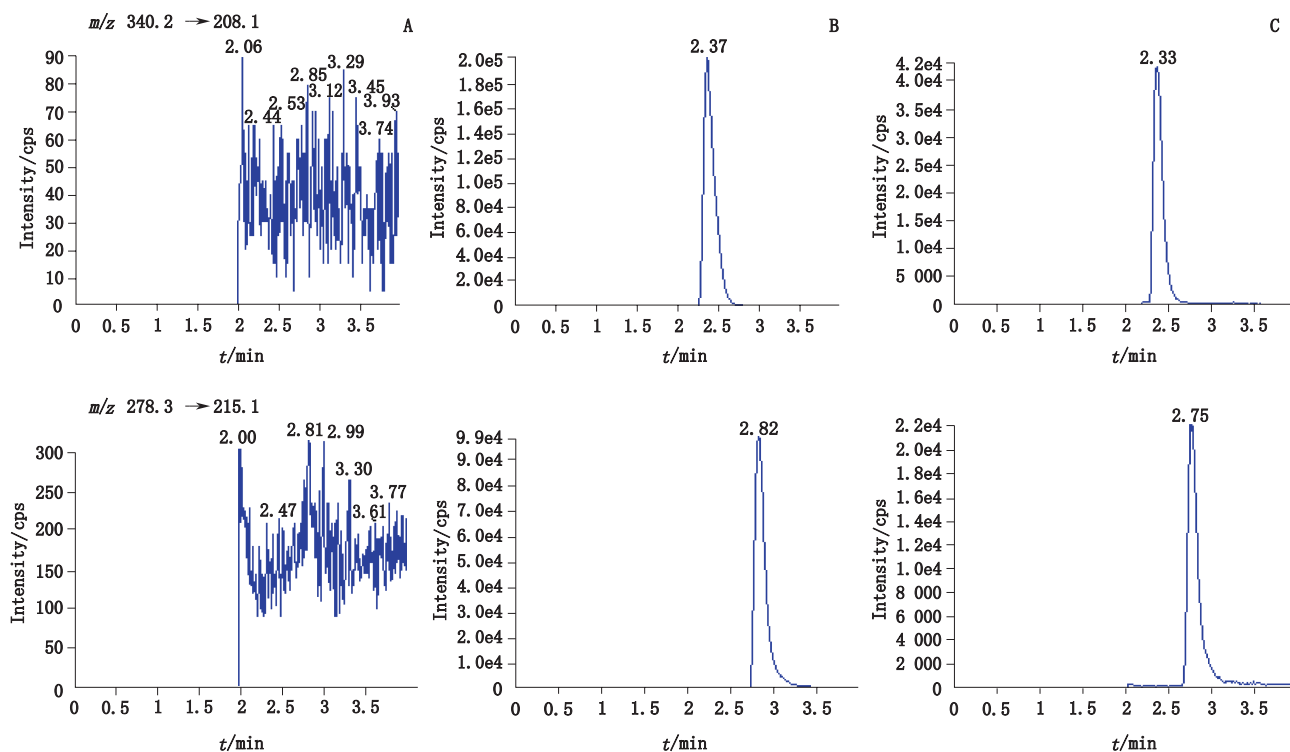 m/z 340.2 → 208.1
A
2.06
2.44
2.53
2.85
3.12
3.29
3.45
3.93
3.74
90
80
70
60
50
40
30
20
10
0
Intensity/cps
0 0.5 1 1.5 2 2.5 3 3.5
t/min
B
2.37
2.0e5
1.8e5
1.6e5
1.4e5
1.2e5
1.0e5
8.0e4
6.0e4
4.0e4
2.0e4
0
Intensity/cps
0 0.5 1 1.5 2 2.5 3 3.5
t/min
C
2.33
4.2e4
4.0e4
3.5e4
3.0e4
2.5e4
2.0e4
1.5e4
1.0e4
5 000
0
Intensity/cps
0 0.5 1 1.5 2 2.5 3 3.5
t/min
m/z 278.3 → 215.1
2.00
2.47
2.81
2.99
3.30
3.61
3.77
300
250
200
150
100
50
0
Intensity/cps
0 0.5 1 1.5 2 2.5 3 3.5
t/min
2.82
9.9e4
9.0e4
8.0e4
7.0e4
6.0e4
5.0e4
4.0e4
3.0e4
2.0e4
1.0e4
0
Intensity/cps
0 0.5 1 1.5 2 2.5 3 3.5
t/min
2.75
2.2e4
2.0e4
1.8e4
1.6e4
1.4e4
1.2e4
1.0e4
8 000
6 000
4 000
2 000
0
Intensity/cps
0 0.5 1 1.5 2 2.5 3 3.5
t/min